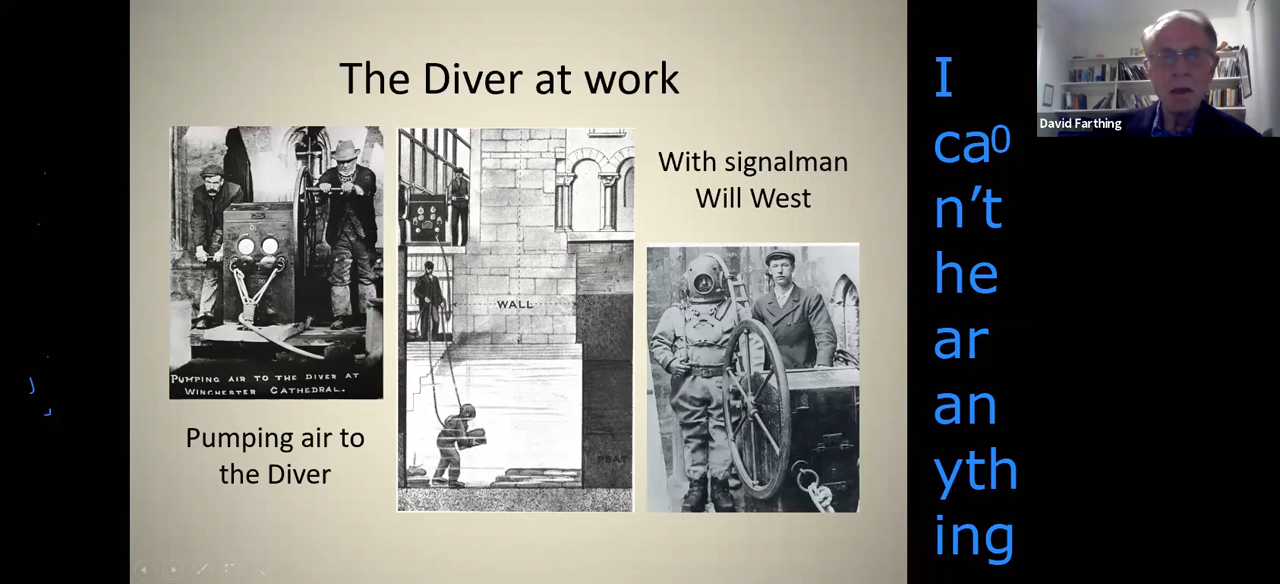 The Diver at work
PUMPING AIR TO THE DIVER AT
WINCHESTER CATHEDRAL.
Pumping air to
the Diver
WALL
PEAT
With signalman
Will West
I
ca0
n’t
he
ar
an
yth
ing
David Farthing